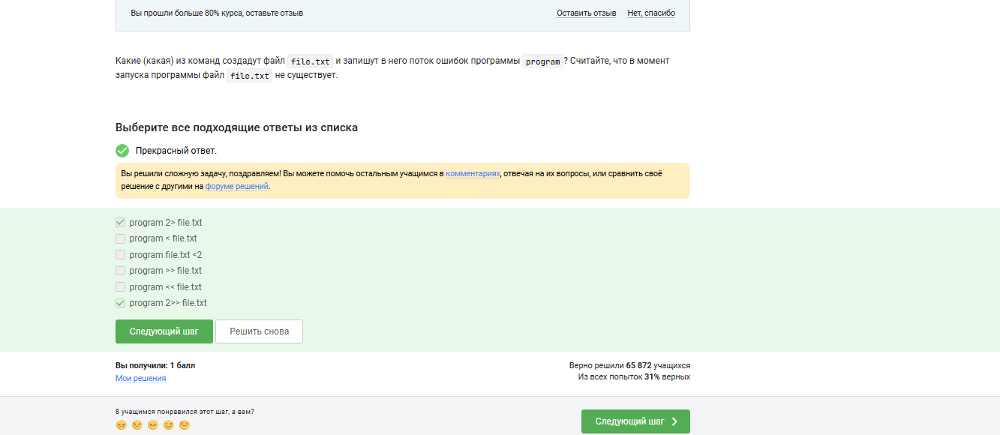 Вы прошли больше 80% курса, оставьте отзыв
Оставить отзыв Нет, спасибо
Какие (какая) из команд создадут файл file.txt и запишут в него поток ошибок программы program? Считайте, что в момент
запуска программы файл file.txt не существует.
Выберите все подходящие ответы из списка
Прекрасный ответ.
Вы решили сложную задачу, поздравляем! Вы можете помочь остальным учащимся в комментариях, отвечая на их вопросы, или сравнить своё
решение с другими на форуме решений.
program 2> file.txt
program < file.txt
program file.txt <2
program >> file.txt
program << file.txt
program 2>> file.txt
Следующий шаг Решить снова
Вы получили: 1 балл
Мои решения
Верно решили 65 872 учащихся
Из всех попыток 31% верных
8 учащимся понравился этот шаг, а вам?
Следующий шаг